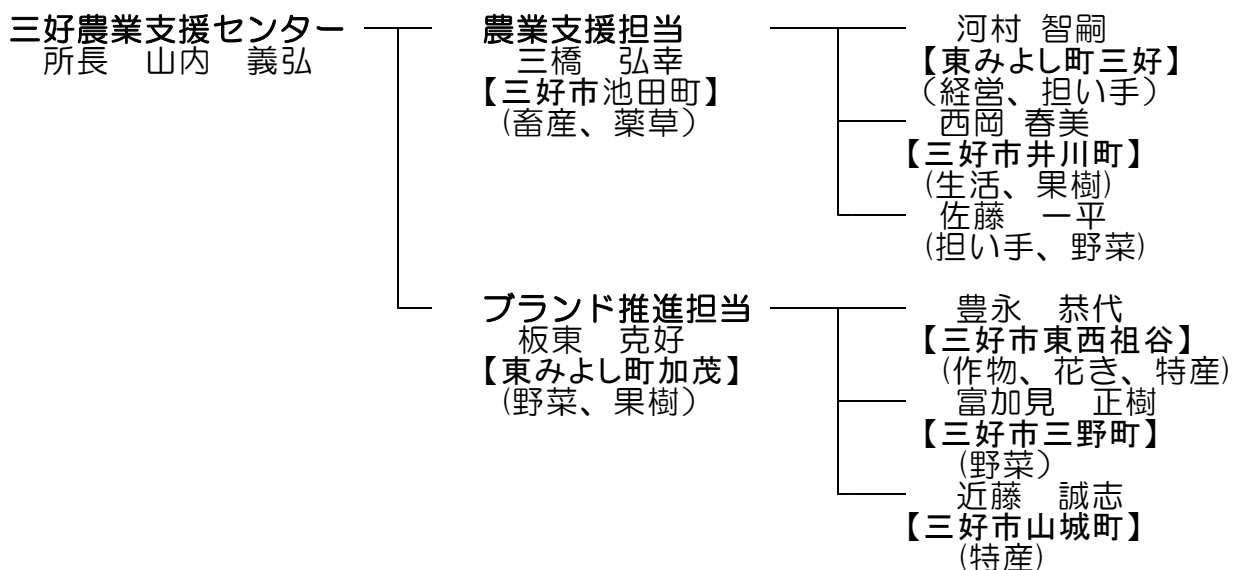 三好農業支援センター
所長 山内 義弘
農業支援担当
三橋 弘幸
【三好市池田町】
(畜産、薬草)
河村 智嗣
【東みよし町三好】
(経営、担い手)
西岡 春美
【三好市井川町】
(生活、果樹)
佐藤 一平
(担い手、野菜)
ブランド推進担当
板東 克好
【東みよし町加茂】
(野菜、果樹)
豊永 恭代
【三好市東西祖谷】
(作物、花き、特産)
富加見 正樹
【三好市三野町】
(野菜)
近藤 誠志
【三好市山城町】
(特産)